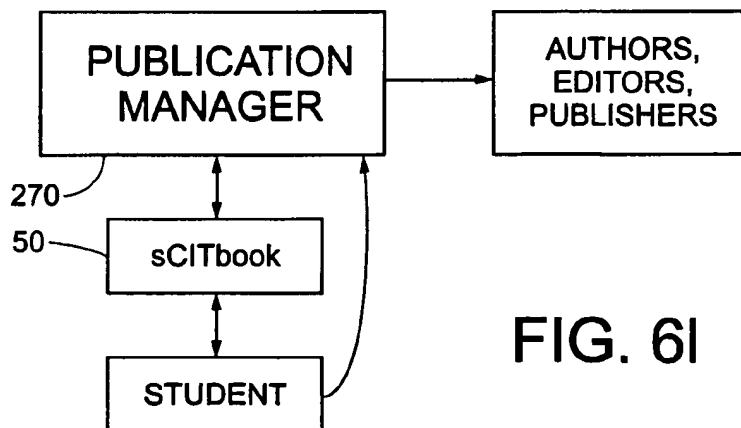 PUBLICATION
MANAGER
AUTHORS,
EDITORS,
PUBLISHERS
270
50
sCITbook
STUDENT
FIG. 6I